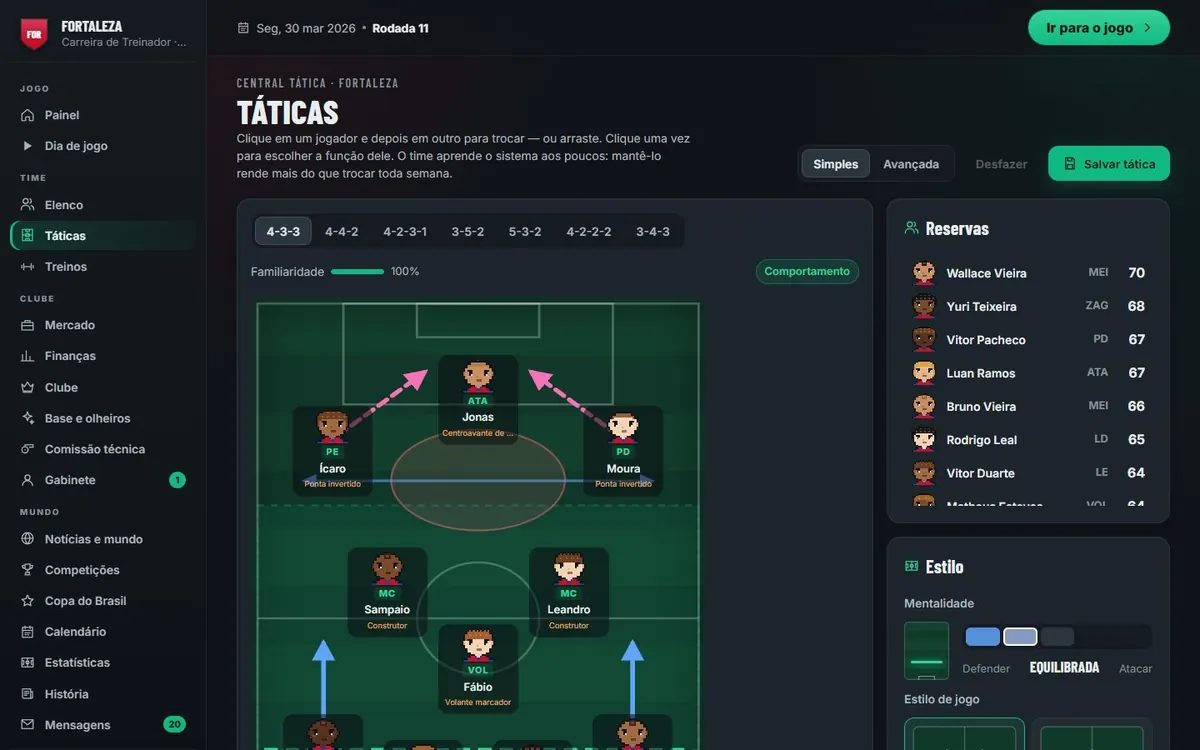 FOR
FORTALEZA
Carreira de Treinador ·...
JOGO
Painel
Dia de jogo
TIME
Elenco
Táticas
Treinos
CLUBE
Mercado
Finanças
Clube
Base e olheiros
Comissão técnica
Gabinete 1
MUNDO
Notícias e mundo
Competições
Copa do Brasil
Calendário
Estatísticas
História
Mensagens 20
Seg, 30 mar 2026 • Rodada 11
Ir para o jogo
CENTRAL TÁTICA · FORTALEZA
TÁTICAS
Clique em um jogador e depois em outro para trocar — ou arraste. Clique uma vez
para escolher a função dele. O time aprende o sistema aos poucos: mantê-lo
rende mais do que trocar toda semana.
Simples Avançada Desfazer Salvar tática
4-3-3 4-4-2 4-2-3-1 3-5-2 5-3-2 4-2-2-2 3-4-3
Familiaridade 100% Comportamento
ATA
Jonas
Centroavante de ...
PE
Ícaro
Ponta invertido
PD
Moura
Ponta invertido
MC
Sampaio
Construtor
MC
Leandro
Construtor
VOL
Fábio
Volante marcador
Reservas
Wallace Vieira MEI 70
Yuri Teixeira ZAG 68
Vitor Pacheco PD 67
Luan Ramos ATA 67
Bruno Vieira MEI 66
Rodrigo Leal LD 65
Vitor Duarte LE 64
Matheus Esteves VOL 64
Estilo
Mentalidade
Defender EQUILIBRADA Atacar
Estilo de jogo